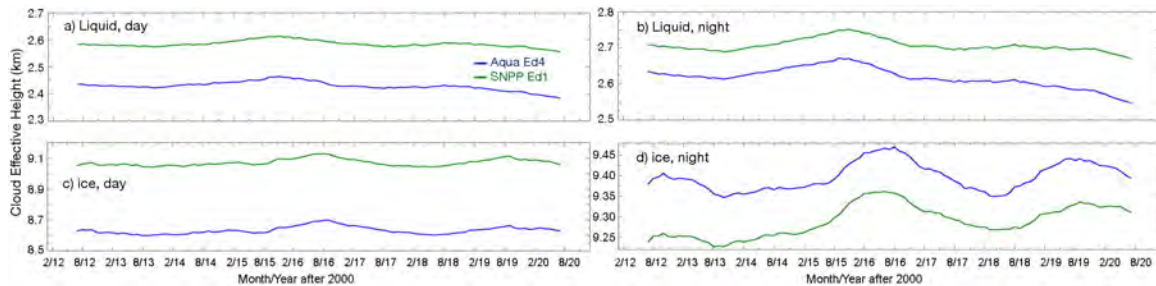 2.8
2.7
a) Liquid, day
2.6
Aqua Ed4
SNPP Ed1
2.5
2.4
2.3
2.8
b) Liquid, night
2.7
2.6
2.5
Cloud Effective Height (km)
9.1
8.9
c) ice, day
8.7
8.5
9.45
d) ice, night
9.40
9.35
9.30
9.25
2/12 8/12 2/13 8/13 2/14 8/14 2/15 8/15 2/16 8/16 2/17 8/17 2/18 8/18 2/19 8/19 2/20 8/20
Month/Year after 2000
2/12 8/12 2/13 8/13 2/14 8/14 2/15 8/15 2/16 8/16 2/17 8/17 2/18 8/18 2/19 8/19 2/20 8/20
Month/Year after 2000